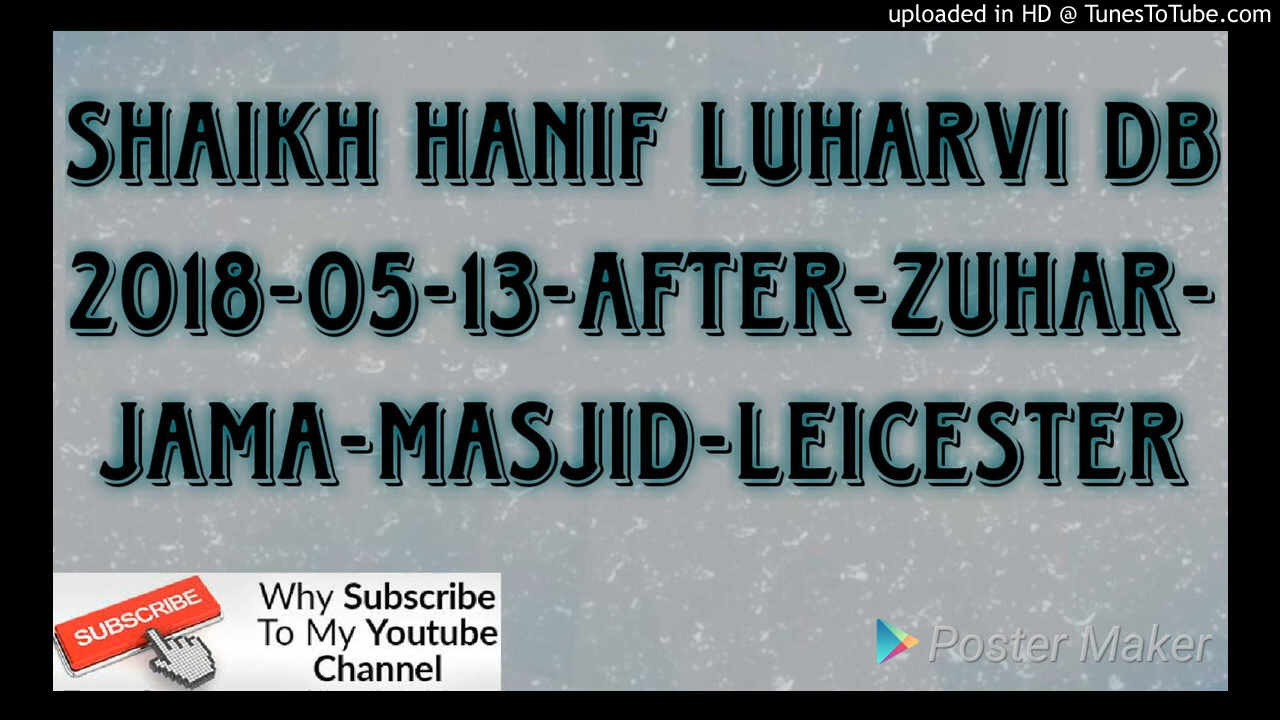 uploaded in HD @ TunesToTube.com
SHAIKH HANIF LUHARVI DB
2018-05-13-AFTER-ZUHAR-
JAMA-MASJID-LEICESTER
SUBSCRIBE
Why Subscribe
To My Youtube
Channel
Poster Maker